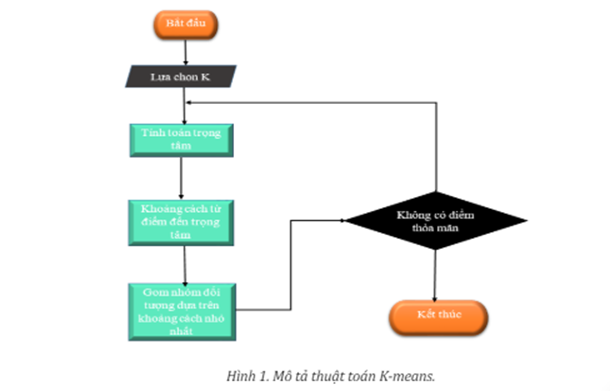 Bắt đầu
Lựa chọn K
Tính toán trọng
tâm
Khoảng cách từ
điểm đến trọng
tâm
Gom nhóm đối
tượng dựa trên
khoảng cách nhỏ
nhất
Không có điểm
thỏa mãn
Kết thúc
Hình 1. Mô tả thuật toán K-means.